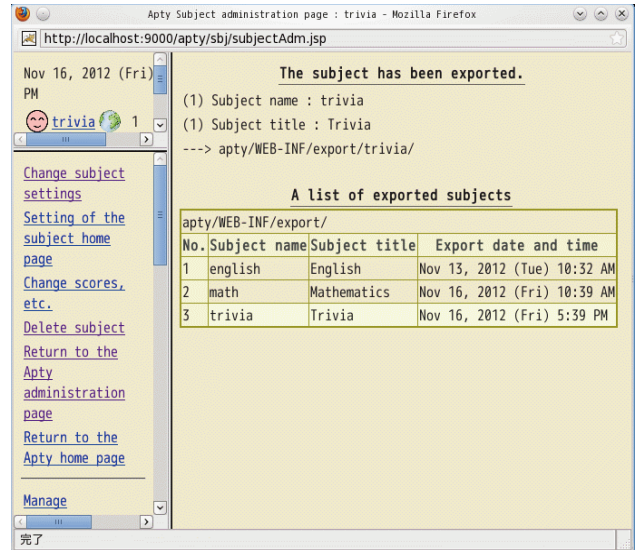 Apty Subject administration page : trivia - Mozilla Firefox
http://localhost:9000/apty/sbj/subjectAdm.jsp
Nov 16, 2012 (Fri)
PM
trivia 1
Change subject
settings
Setting of the
subject home
page
Change scores,
etc.
Delete subject
Return to the
Apty
administration
page
Return to the
Apty home page
Manage
The subject has been exported.
(1) Subject name : trivia
(1) Subject title : Trivia
---> apty/WEB-INF/export/trivia/
A list of exported subjects
apty/WEB-INF/export/
No. Subject name Subject title Export date and time
1 english English Nov 13, 2012 (Tue) 10:32 AM
2 math Mathematics Nov 16, 2012 (Fri) 10:39 AM
3 trivia Trivia Nov 16, 2012 (Fri) 5:39 PM
完了